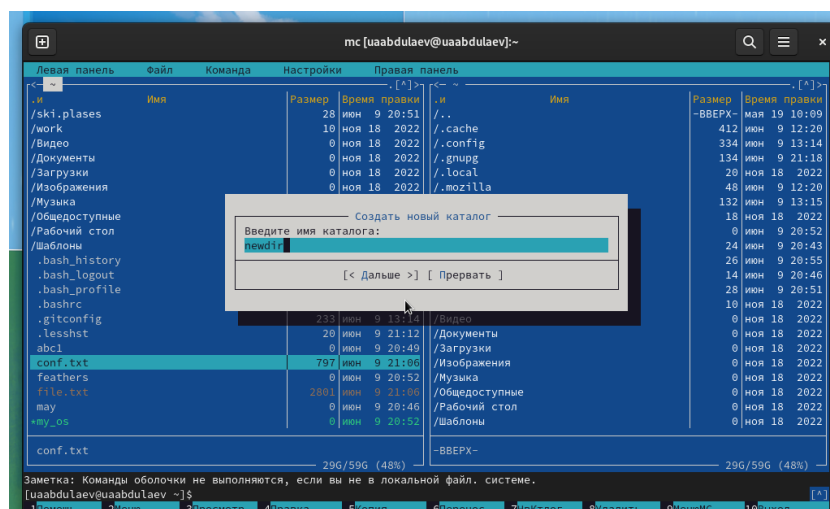 mc [uaabdulaev@uaabdulaev]:~
Левая панель Файл Команда Настройки Правая панель
<- ~ .[^]> <- ~ .[^]>
.и Имя Размер Время правки .и Имя Размер Время правки
/ski.plases 28 июн 9 20:51 /.. -ВВЕРХ- мая 19 10:09
/work 10 ноя 18 2022 /.cache 412 июн 9 12:20
/Видео 0 ноя 18 2022 /.config 334 июн 9 13:14
/Документы 0 ноя 18 2022 /.gnupg 134 июн 9 21:18
/Загрузки 0 ноя 18 2022 /.local 20 ноя 18 2022
/Изображения 0 ноя 18 2022 /.mozilla 48 июн 9 12:20
/Музыка 132 июн 9 13:15
/Общедоступные 18 ноя 18 2022
/Рабочий стол 0 июн 9 20:52
/Шаблоны 24 июн 9 20:43
.bash_history 26 июн 9 20:55
.bash_logout 14 июн 9 20:46
.bash_profile 28 июн 9 20:51
.bashrc 10 ноя 18 2022
Создать новый каталог
Введите имя каталога:
newdir
[< Дальше >] [ Прервать ]
.gitconfig 233 июн 9 13:14 /Видео 0 ноя 18 2022
.lesshst 20 июн 9 21:12 /Документы 0 ноя 18 2022
abc1 0 июн 9 20:49 /Загрузки 0 ноя 18 2022
conf.txt 797 июн 9 21:06 /Изображения 0 ноя 18 2022
feathers 0 июн 9 20:52 /Музыка 0 ноя 18 2022
file.txt 2801 июн 9 21:06 /Общедоступные 0 ноя 18 2022
may 0 июн 9 20:46 /Рабочий стол 0 ноя 18 2022
*my_os 0 июн 9 20:52 /Шаблоны 0 ноя 18 2022
conf.txt -ВВЕРХ-
29G/59G (48%) 29G/59G (48%)
Заметка: Команды оболочки не выполняются, если вы не в локальной файл. системе.
[uaabdulaev@uaabdulaev ~]$ [^]